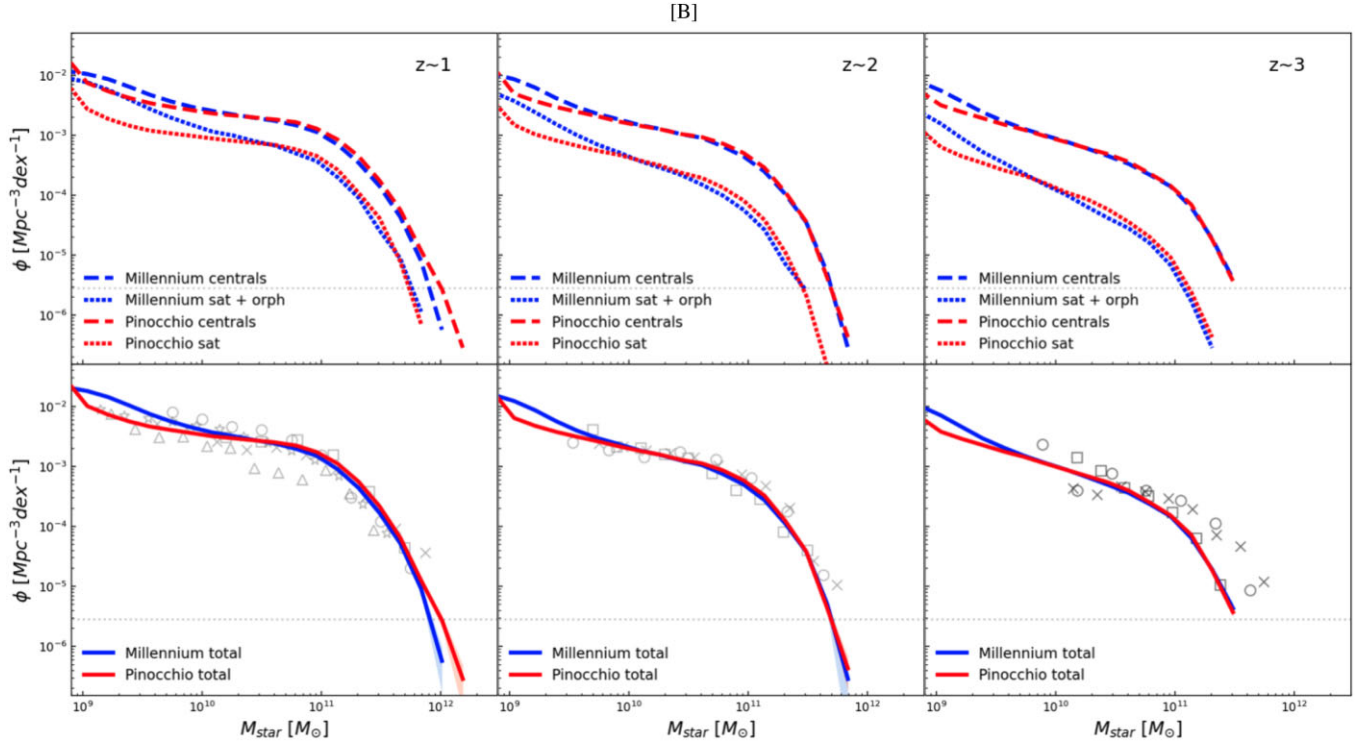 [B]
z~1
z~2
z~3
10⁻²
10⁻³
10⁻⁴
10⁻⁵
10⁻⁶
ϕ [Mpc⁻³dex⁻¹]
Millennium centrals
Millennium sat + orph
Pinocchio centrals
Pinocchio sat
Millennium centrals
Millennium sat + orph
Pinocchio centrals
Pinocchio sat
Millennium centrals
Millennium sat + orph
Pinocchio centrals
Pinocchio sat
10⁻²
10⁻³
10⁻⁴
10⁻⁵
10⁻⁶
ϕ [Mpc⁻³dex⁻¹]
Millennium total
Pinocchio total
Millennium total
Pinocchio total
Millennium total
Pinocchio total
10⁹ 10¹⁰ 10¹¹ 10¹² 10¹⁰ 10¹¹ 10¹² 10¹⁰ 10¹¹ 10¹²
M_star [M_⊙] M_star [M_⊙] M_star [M_⊙]